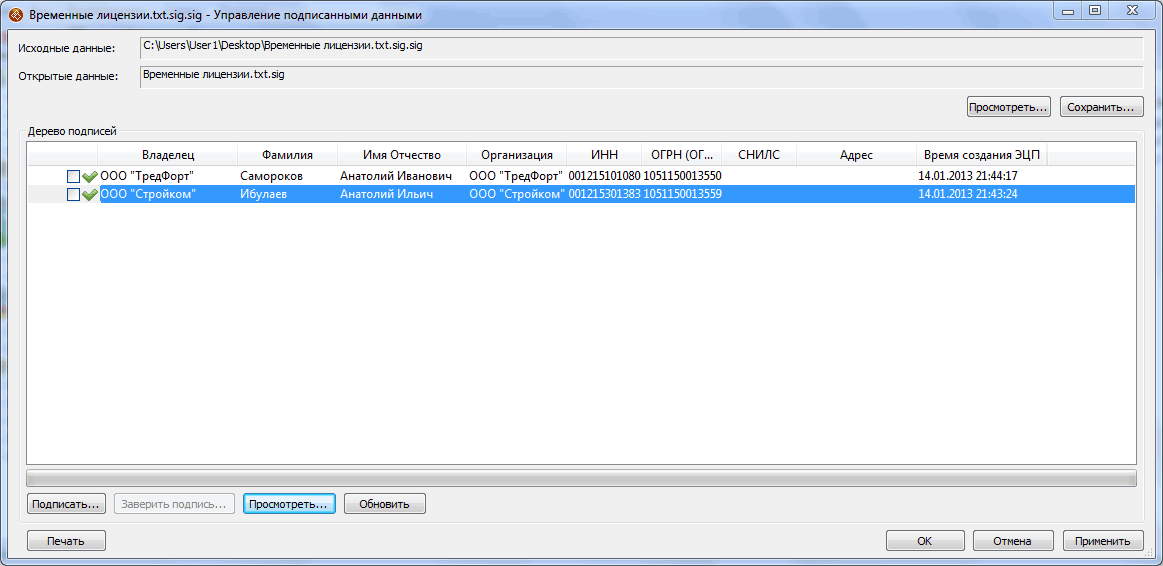 Временные лицензии.txt.sig.sig - Управление подписанными данными
Исходные данные: C:\Users\User1\Desktop\Временные лицензии.txt.sig.sig
Открытые данные: Временные лицензии.txt.sig
Просмотреть... Сохранить...
Дерево подписей
Владелец Фамилия Имя Отчество Организация ИНН ОГРН (ОГ... СНИЛС Адрес Время создания ЭЦП
ООО "ТредФорт" Самороков Анатолий Иванович ООО "ТредФорт" 001215101080 1051150013550 14.01.2013 21:44:17
ООО "Стройком" Ибулаев Анатолий Ильич ООО "Стройком" 001215301383 1051150013559 14.01.2013 21:43:24
Подписать... Заверить подпись... Просмотреть... Обновить
Печать OK Отмена Применить